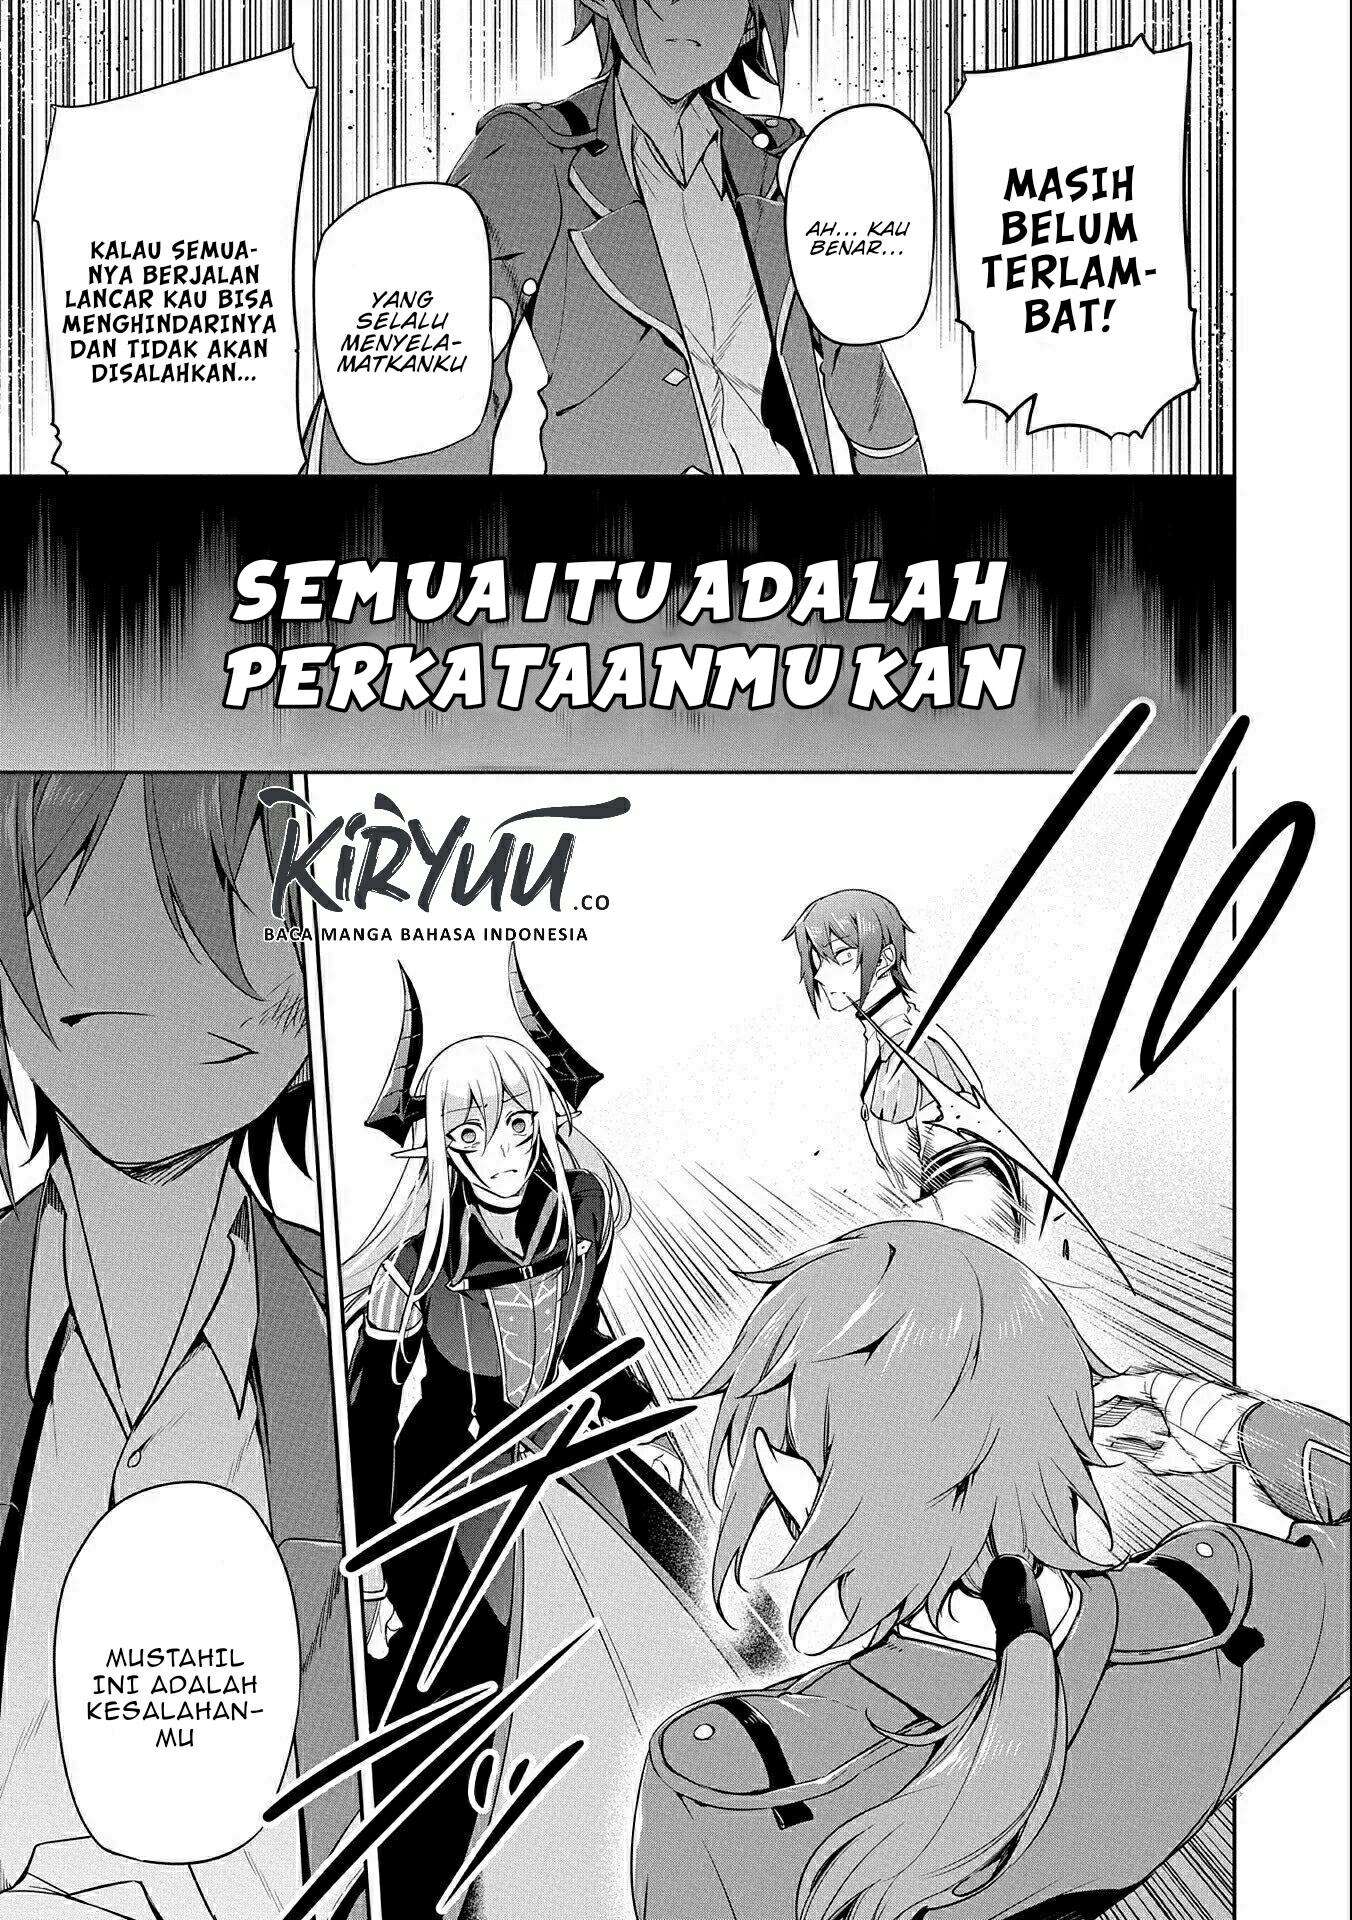 MASIH
BELUM
TERLAM-
BAT!
AH... KAU
BENAR...
YANG
SELALU
MENYELA-
MATKANKU
KALAU SEMUA-
NYA BERJALAN
LANCAR KAU BISA
MENGHINDARINYA
DAN TIDAK AKAN
DISALAHKAN...
SEMUA ITU ADALAH
PERKATAANMU KAN
KIRYUU.CO
BACA MANGA BAHASA INDONESIA
MUSTAHIL
INI ADALAH
KESALAHAN-
MU